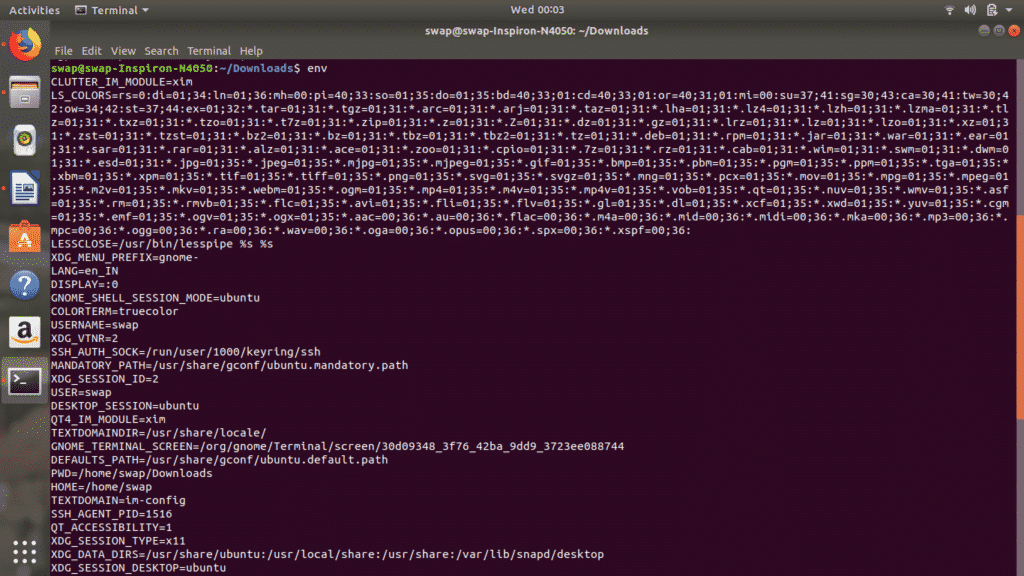 Activities
Terminal
Wed 00:03
swap@swap-Inspiron-N4050: ~/Downloads
File Edit View Search Terminal Help
swap@swap-Inspiron-N4050:~/Downloads$ env
CLUTTER_IM_MODULE=xim
LS_COLORS=rs=0:di=01;34:ln=01;36:mh=00:pi=40;33:so=01;35:do=01;35:bd=40;33;01:cd=40;33;01:or=40;31;01:mi=00:su=37;41:sg=30;43:ca=30;41:tw=30;4
2:ow=34;42:st=37;44:ex=01;32:*.tar=01;31:*.tgz=01;31:*.arc=01;31:*.arj=01;31:*.taz=01;31:*.lha=01;31:*.lz4=01;31:*.lzh=01;31:*.lzma=01;31:*.tl
z=01;31:*.txz=01;31:*.tzo=01;31:*.t7z=01;31:*.zip=01;31:*.z=01;31:*.Z=01;31:*.dz=01;31:*.gz=01;31:*.lrz=01;31:*.lz=01;31:*.lzo=01;31:*.xz=01;3
1:*.zst=01;31:*.tzst=01;31:*.bz2=01;31:*.bz=01;31:*.tbz=01;31:*.tbz2=01;31:*.tz=01;31:*.deb=01;31:*.rpm=01;31:*.jar=01;31:*.war=01;31:*.ear=01
;31:*.sar=01;31:*.rar=01;31:*.alz=01;31:*.ace=01;31:*.zoo=01;31:*.cpio=01;31:*.7z=01;31:*.rz=01;31:*.cab=01;31:*.wim=01;31:*.swm=01;31:*.dwm=0
1;31:*.esd=01;31:*.jpg=01;35:*.jpeg=01;35:*.mjpg=01;35:*.mjpeg=01;35:*.gif=01;35:*.bmp=01;35:*.pbm=01;35:*.pgm=01;35:*.ppm=01;35:*.tga=01;35:*
.xbm=01;35:*.xpm=01;35:*.tif=01;35:*.tiff=01;35:*.png=01;35:*.svg=01;35:*.svgz=01;35:*.mng=01;35:*.pcx=01;35:*.mov=01;35:*.mpg=01;35:*.mpeg=01
;35:*.m2v=01;35:*.mkv=01;35:*.webm=01;35:*.ogm=01;35:*.mp4=01;35:*.m4v=01;35:*.mp4v=01;35:*.vob=01;35:*.qt=01;35:*.nuv=01;35:*.wmv=01;35:*.asf
=01;35:*.rm=01;35:*.rmvb=01;35:*.flc=01;35:*.avi=01;35:*.fli=01;35:*.flv=01;35:*.gl=01;35:*.dl=01;35:*.xcf=01;35:*.xwd=01;35:*.yuv=01;35:*.cgm
=01;35:*.emf=01;35:*.ogv=01;35:*.ogx=01;35:*.aac=00;36:*.au=00;36:*.flac=00;36:*.m4a=00;36:*.mid=00;36:*.midi=00;36:*.mka=00;36:*.mp3=00;36:*.
mpc=00;36:*.ogg=00;36:*.ra=00;36:*.wav=00;36:*.oga=00;36:*.opus=00;36:*.spx=00;36:*.xspf=00;36:
LESSCLOSE=/usr/bin/lesspipe %s %s
XDG_MENU_PREFIX=gnome-
LANG=en_IN
DISPLAY=:0
GNOME_SHELL_SESSION_MODE=ubuntu
COLORTERM=truecolor
USERNAME=swap
XDG_VTNR=2
SSH_AUTH_SOCK=/run/user/1000/keyring/ssh
MANDATORY_PATH=/usr/share/gconf/ubuntu.mandatory.path
XDG_SESSION_ID=2
USER=swap
DESKTOP_SESSION=ubuntu
QT4_IM_MODULE=xim
TEXTDOMAINDIR=/usr/share/locale/
GNOME_TERMINAL_SCREEN=/org/gnome/Terminal/screen/30d09348_3f76_42ba_9dd9_3723ee088744
DEFAULTS_PATH=/usr/share/gconf/ubuntu.default.path
PWD=/home/swap/Downloads
HOME=/home/swap
TEXTDOMAIN=im-config
SSH_AGENT_PID=1516
QT_ACCESSIBILITY=1
XDG_SESSION_TYPE=x11
XDG_DATA_DIRS=/usr/share/ubuntu:/usr/local/share:/usr/share:/var/lib/snapd/desktop
XDG_SESSION_DESKTOP=ubuntu